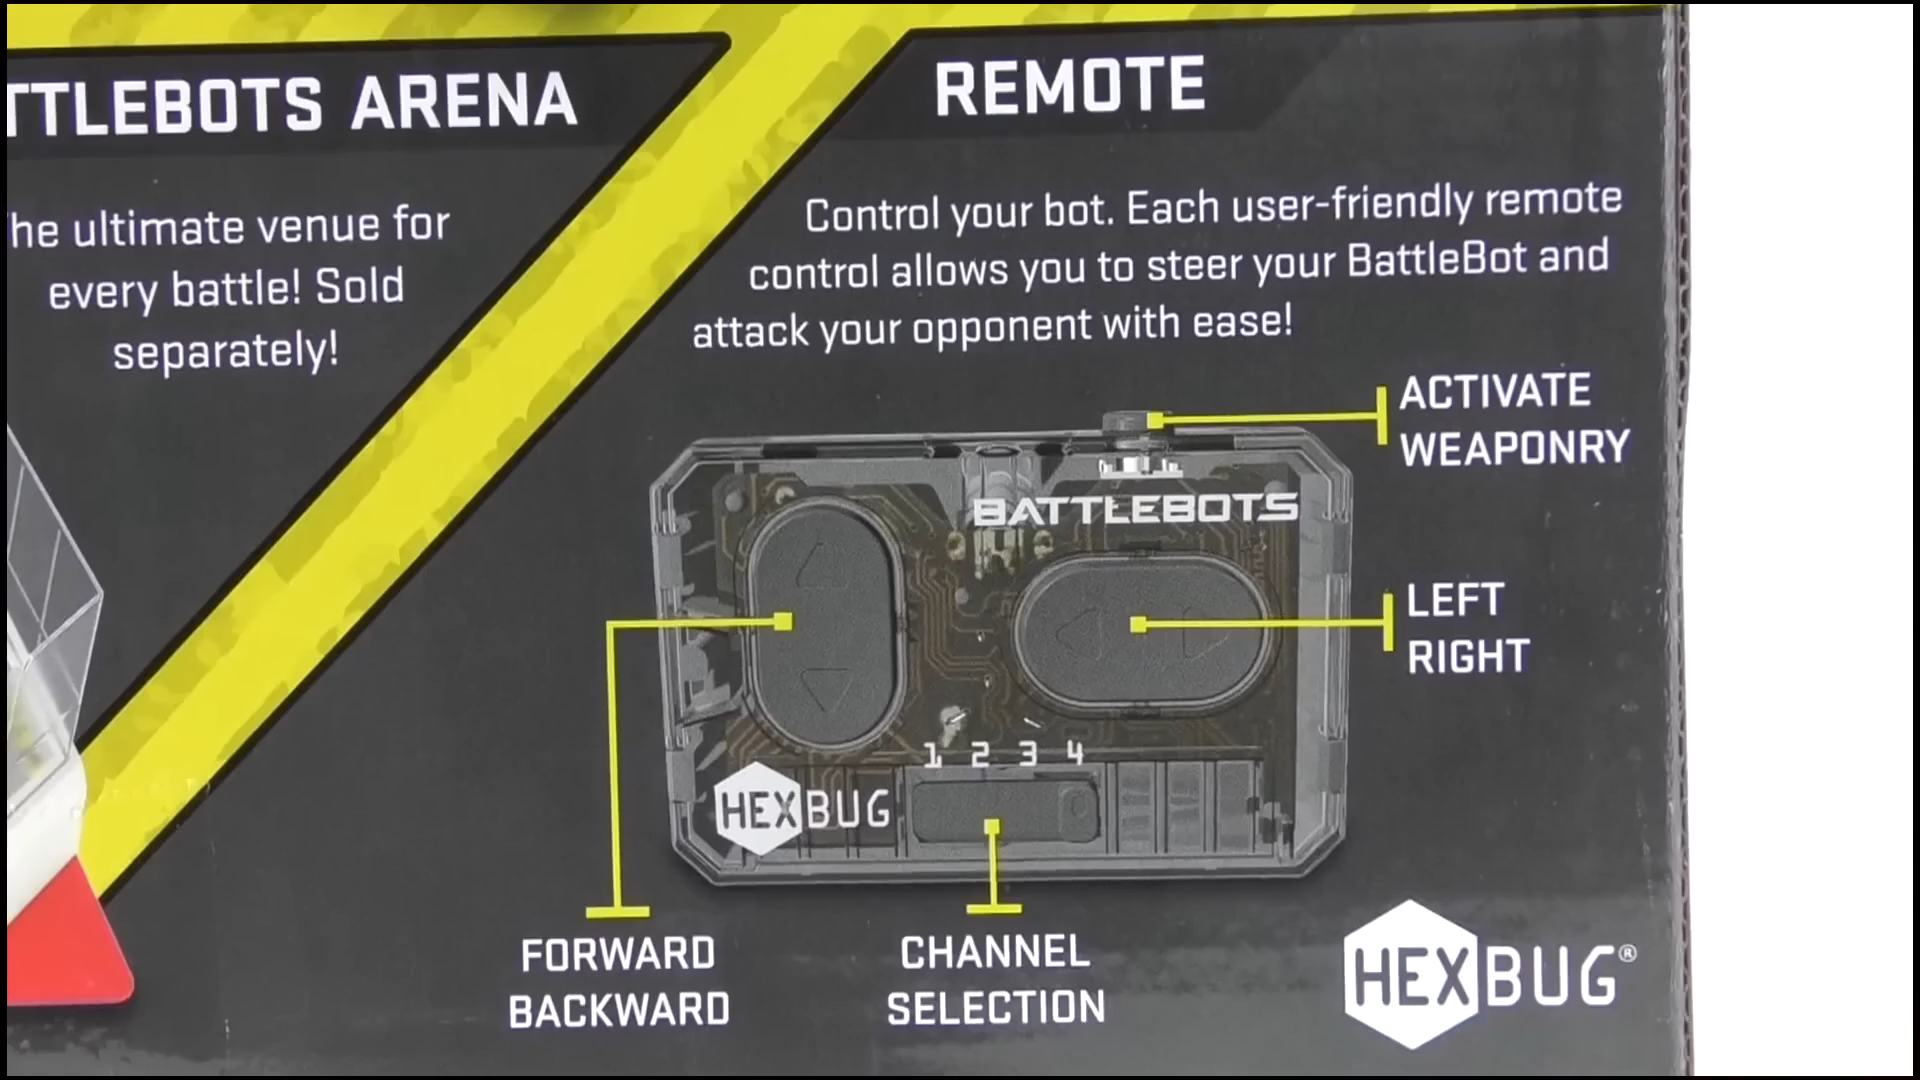 TTLEBOTS ARENA
he ultimate venue for
every battle! Sold
separately!
REMOTE
Control your bot. Each user-friendly remote
control allows you to steer your BattleBot and
attack your opponent with ease!
ACTIVATE
WEAPONRY
BATTLEBOTS
LEFT
RIGHT
1 2 3 4
HEXBUG
FORWARD
BACKWARD
CHANNEL
SELECTION
HEXBUG®